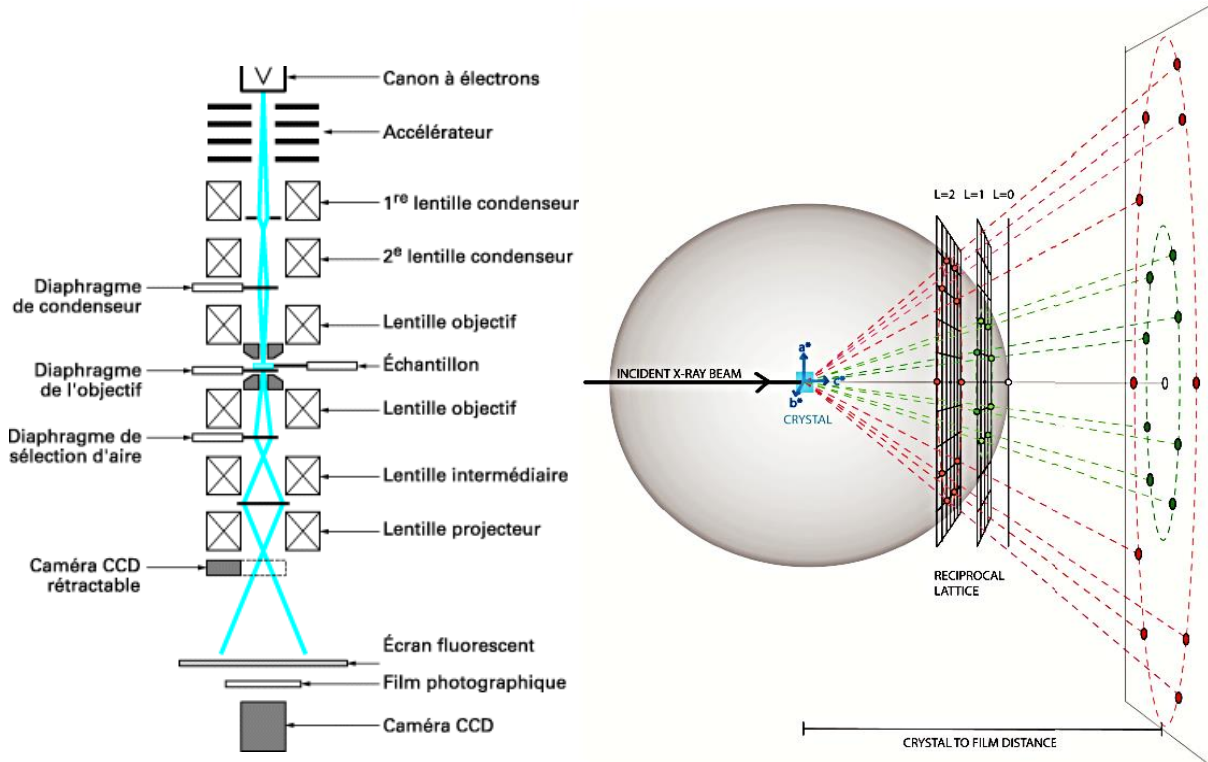 Canon à électrons
Accélérateur
1re lentille condenseur
2e lentille condenseur
Diaphragme
de condenseur
Lentille objectif
Échantillon
Diaphragme
de l'objectif
Lentille objectif
Diaphragme de
sélection d'aire
Lentille intermédiaire
Lentille projecteur
Caméra CCD
rétractable
Écran fluorescent
Film photographique
Caméra CCD
L=2 L=1 L=0
INCIDENT X-RAY BEAM
a*
c*
b*
CRYSTAL
RECIPROCAL
LATTICE
CRYSTAL TO FILM DISTANCE